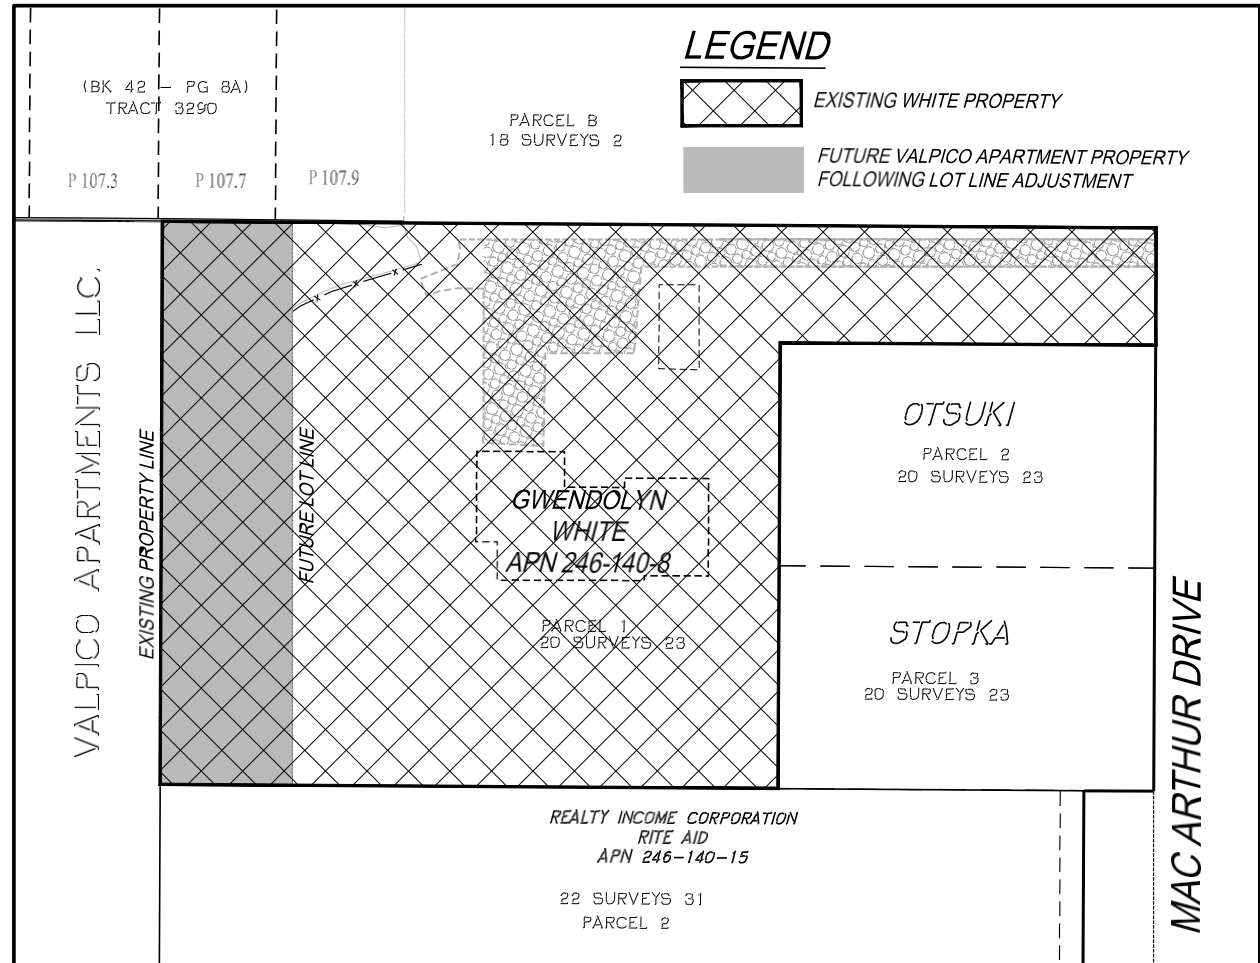 LEGEND
EXISTING WHITE PROPERTY
FUTURE VALPICO APARTMENT PROPERTY
FOLLOWING LOT LINE ADJUSTMENT
(BK 42 - PG 8A)
TRACT 3290
P 107.3
P 107.7
P 107.9
PARCEL B
18 SURVEYS 2
VALPICO APARTMENTS LLC.
EXISTING PROPERTY LINE
FUTURE LOT LINE
x
x
x
GWENDOLYN
WHITE
APN 246-140-8
PARCEL 1
20 SURVEYS 23
OTSUKI
PARCEL 2
20 SURVEYS 23
STOPKA
PARCEL 3
20 SURVEYS 23
MAC ARTHUR DRIVE
REALTY INCOME CORPORATION
RITE AID
APN 246-140-15
22 SURVEYS 31
PARCEL 2